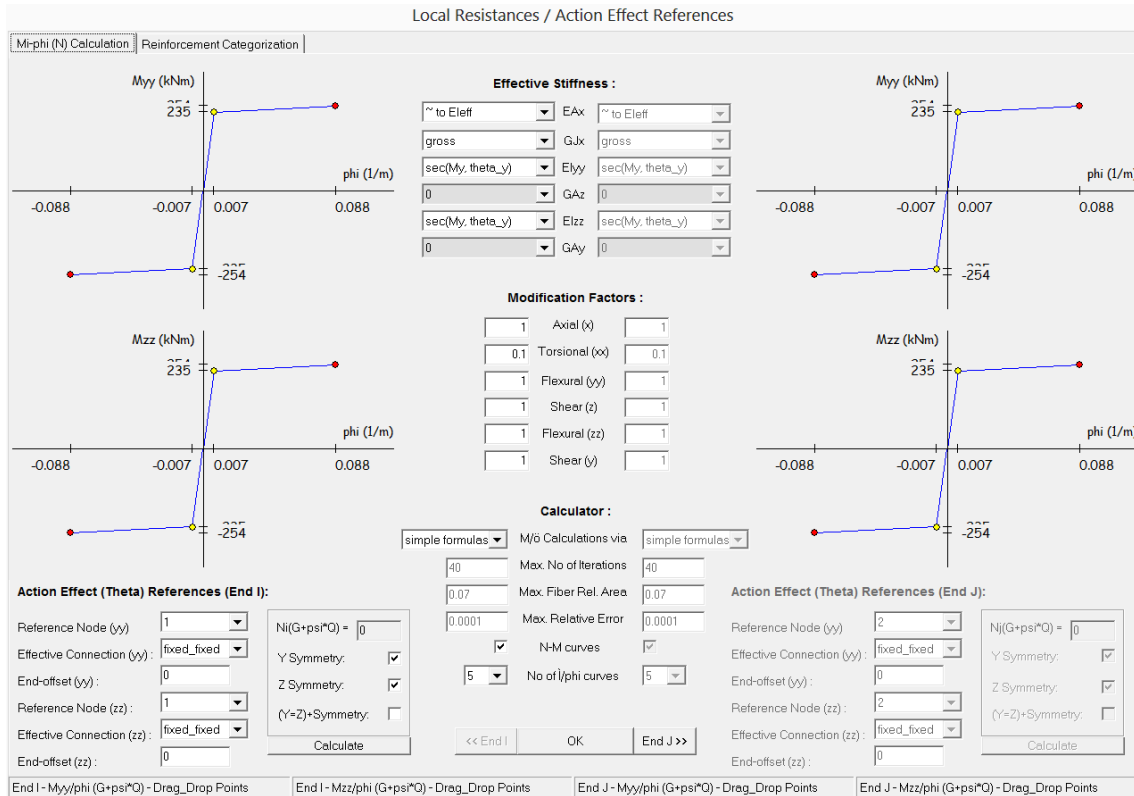 Local Resistances / Action Effect References
Mi-phi (N) Calculation
Reinforcement Categorization
Myy (kNm)
254
235
phi (1/m)
-0.088 -0.007 0.007 0.088
-254
Mzz (kNm)
254
235
phi (1/m)
-0.088 -0.007 0.007 0.088
-254
Effective Stiffness :
~ to EIeff EAx ~ to EIeff
gross GJx gross
sec(My, theta_y) EIyy sec(My, theta_y)
0 GAz 0
sec(My, theta_y) EIzz sec(My, theta_y)
0 GAy 0
Modification Factors :
1 Axial (x) 1
0.1 Torsional (xx) 0.1
1 Flexural (yy) 1
1 Shear (z) 1
1 Flexural (zz) 1
1 Shear (y) 1
Calculator :
simple formulas M/ö Calculations via simple formulas
40 Max. No of Iterations 40
0.07 Max. Fiber Rel. Area 0.07
0.0001 Max. Relative Error 0.0001
N-M curves
5 No of Ì/phi curves 5
<< End I OK End J >>
Myy (kNm)
254
235
phi (1/m)
-0.088 -0.007 0.007 0.088
-254
Mzz (kNm)
254
235
phi (1/m)
-0.088 -0.007 0.007 0.088
-254
Action Effect (Theta) References (End I):
Reference Node (yy) 1
Effective Connection (yy) : fixed_fixed
End-offset (yy) : 0
Reference Node (zz) : 1
Effective Connection (zz) : fixed_fixed
End-offset (zz) : 0
Ni(G+psi*Q) = 0
Y Symmetry:
Z Symmetry:
(Y=Z)+Symmetry:
Calculate
Action Effect (Theta) References (End J):
Reference Node (yy) 2
Effective Connection (yy) : fixed_fixed
End-offset (yy) : 0
Reference Node (zz) : 2
Effective Connection (zz) : fixed_fixed
End-offset (zz) : 0
Nj(G+psi*Q) = 0
Y Symmetry:
Z Symmetry:
(Y=Z)+Symmetry:
Calculate
End I - Myy/phi (G+psi*Q) - Drag_Drop Points
End I - Mzz/phi (G+psi*Q) - Drag_Drop Points
End J - Myy/phi (G+psi*Q) - Drag_Drop Points
End J - Mzz/phi (G+psi*Q) - Drag_Drop Points